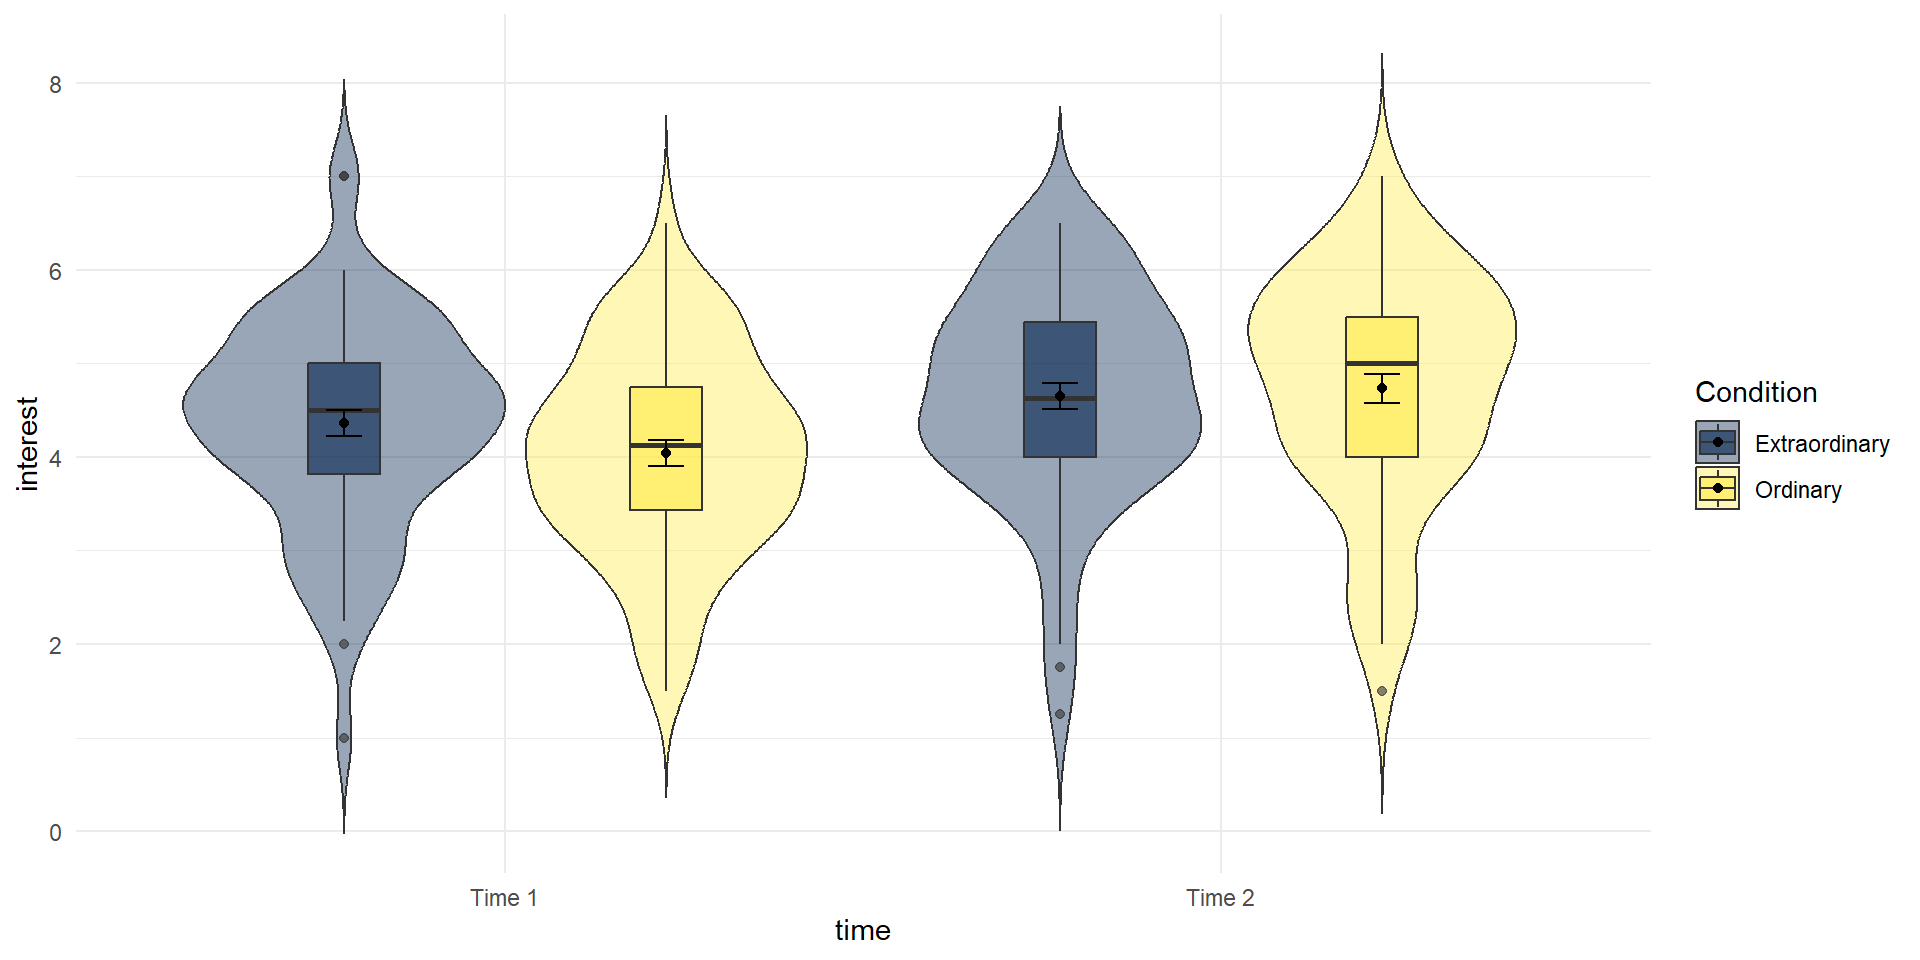 8
6
4
2
0
interest
Time 1
Time 2
time
Condition
Extraordinary
Ordinary